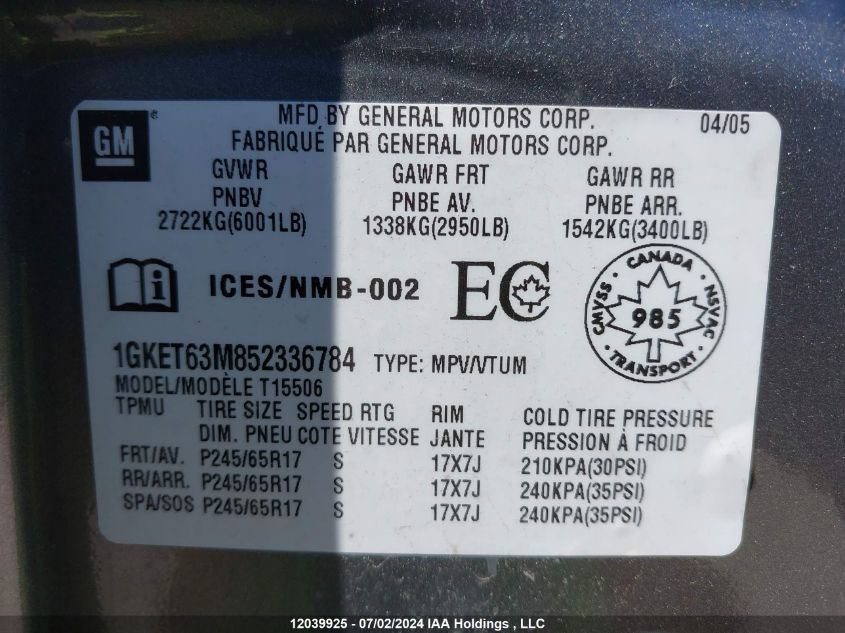 GM
MFD BY GENERAL MOTORS CORP. 04/05
FABRIQUÉ PAR GENERAL MOTORS CORP.
GVWR GAWR FRT GAWR RR
PNBV PNBE AV. PNBE ARR.
2722KG(6001LB) 1338KG(2950LB) 1542KG(3400LB)
i ICES/NMB-002 EC
CANADA
CMVSS 985 NSVAC
TRANSPORT
1GKET63M852336784 TYPE: MPV/VTUM
MODEL/MODÈLE T15506
TPMU TIRE SIZE SPEED RTG RIM COLD TIRE PRESSURE
DIM. PNEU COTE VITESSE JANTE PRESSION À FROID
FRT/AV. P245/65R17 S 17X7J 210KPA(30PSI)
RR/ARR. P245/65R17 S 17X7J 240KPA(35PSI)
SPA/SOS P245/65R17 S 17X7J 240KPA(35PSI)
12039925 - 07/02/2024 IAA Holdings , LLC